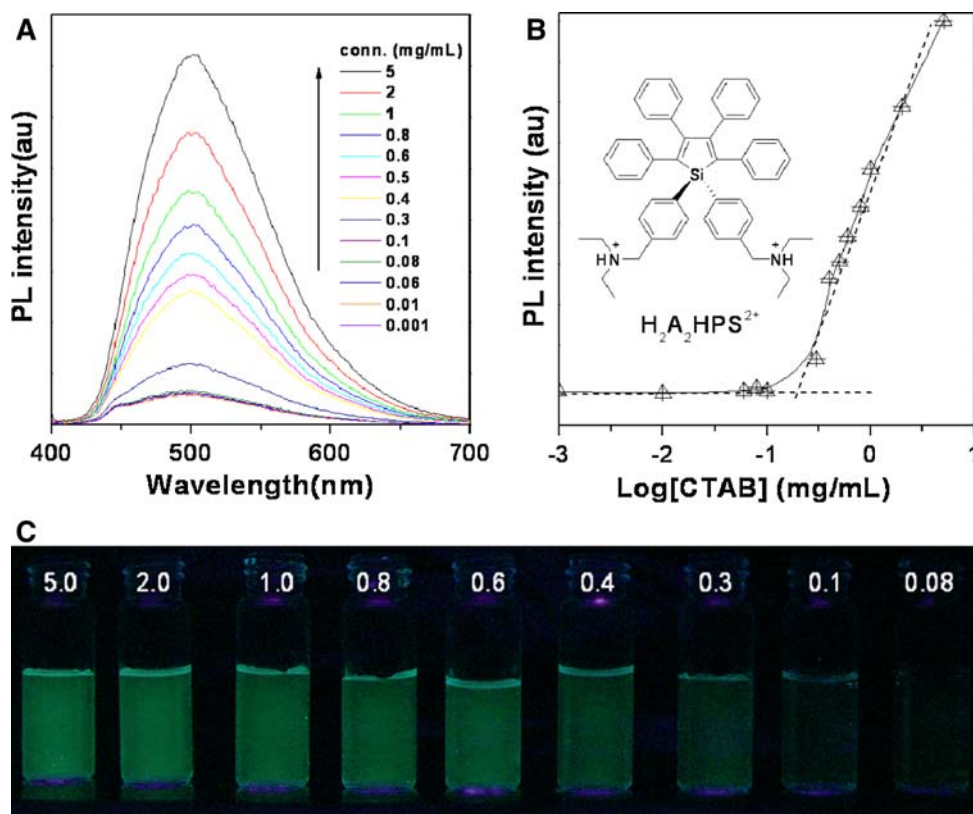 A
PL intensity(au)
conn. (mg/mL)
5
2
1
0.8
0.6
0.5
0.4
0.3
0.1
0.08
0.06
0.01
0.001
400 500 600 700
Wavelength(nm)
B
PL intensity (au)
Si
NH+
NH+
H₂A₂HPS²⁺
-3 -2 -1 0 1
Log[CTAB] (mg/mL)
C
5.0 2.0 1.0 0.8 0.6 0.4 0.3 0.1 0.08